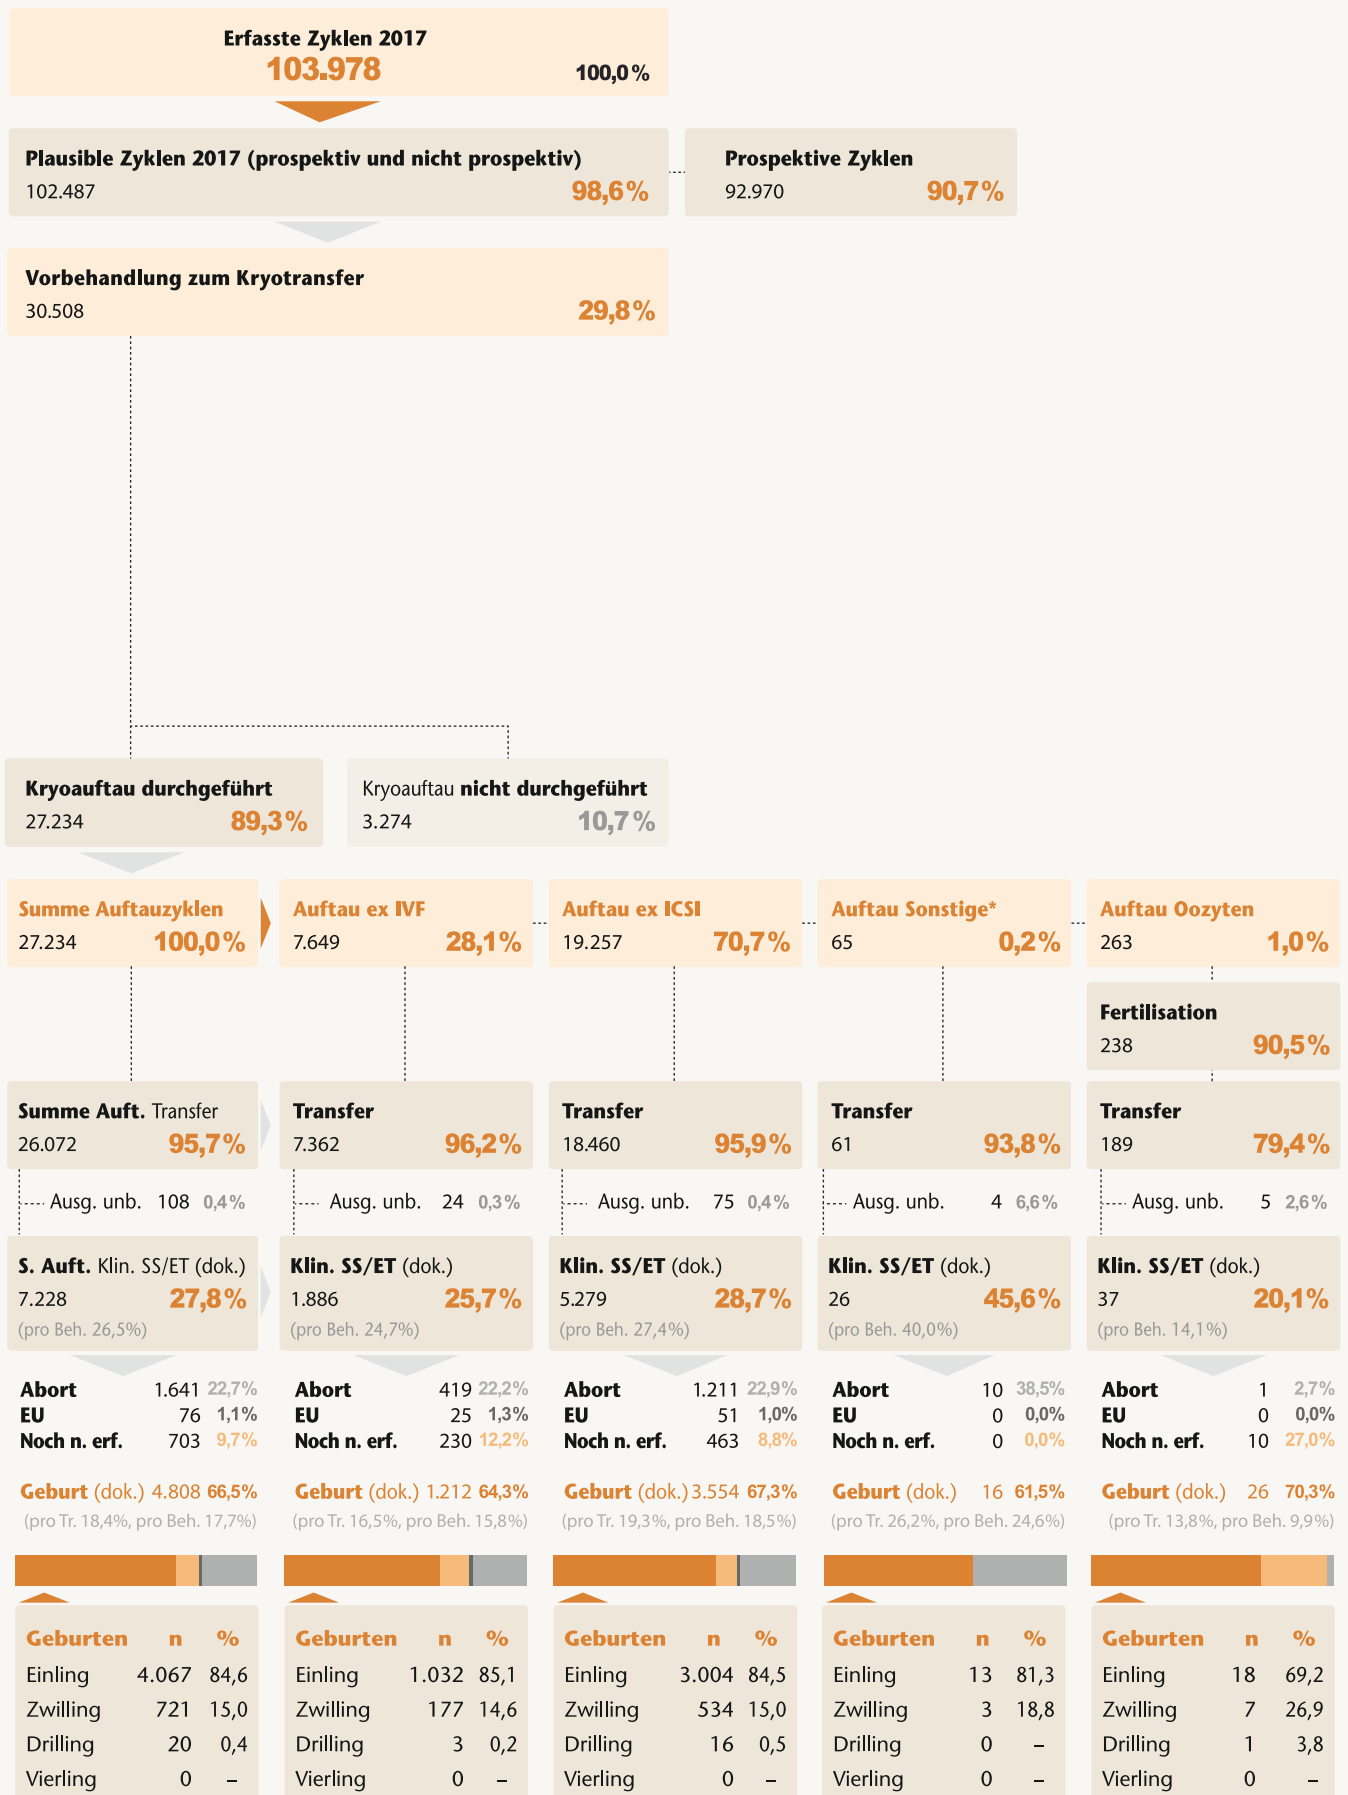 Erfasste Zyklen 2017
103.978 100,0 %
Plausible Zyklen 2017 (prospektiv und nicht prospektiv)
102.487 98,6 %
Prospektive Zyklen
92.970 90,7 %
Vorbehandlung zum Kryotransfer
30.508 29,8 %
Kryoauftau durchgeführt
27.234 89,3 %
Kryoauftau nicht durchgeführt
3.274 10,7 %
Summe Auftauzyklen
27.234 100,0 %
Auftau ex IVF
7.649 28,1 %
Auftau ex ICSI
19.257 70,7 %
Auftau Sonstige*
65 0,2 %
Auftau Oozyten
263 1,0 %
Fertilisation
238 90,5 %
Summe Auft. Transfer
26.072 95,7 %
Ausg. unb. 108 0,4 %
S. Auft. Klin. SS/ET (dok.)
7.228 27,8 %
(pro Beh. 26,5%)
Abort 1.641 22,7%
EU 76 1,1%
Noch n. erf. 703 9,7%
Geburt (dok.) 4.808 66,5%
(pro Tr. 18,4%, pro Beh. 17,7%)
Geburten n %
Einling 4.067 84,6
Zwilling 721 15,0
Drilling 20 0,4
Vierling 0 –
Transfer
7.362 96,2 %
Ausg. unb. 24 0,3 %
Klin. SS/ET (dok.)
1.886 25,7 %
(pro Beh. 24,7%)
Abort 419 22,2%
EU 25 1,3%
Noch n. erf. 230 12,2%
Geburt (dok.) 1.212 64,3%
(pro Tr. 16,5%, pro Beh. 15,8%)
Geburten n %
Einling 1.032 85,1
Zwilling 177 14,6
Drilling 3 0,2
Vierling 0 –
Transfer
18.460 95,9 %
Ausg. unb. 75 0,4 %
Klin. SS/ET (dok.)
5.279 28,7 %
(pro Beh. 27,4%)
Abort 1.211 22,9%
EU 51 1,0%
Noch n. erf. 463 8,8%
Geburt (dok.) 3.554 67,3%
(pro Tr. 19,3%, pro Beh. 18,5%)
Geburten n %
Einling 3.004 84,5
Zwilling 534 15,0
Drilling 16 0,5
Vierling 0 –
Transfer
61 93,8 %
Ausg. unb. 4 6,6 %
Klin. SS/ET (dok.)
26 45,6 %
(pro Beh. 40,0%)
Abort 10 38,5%
EU 0 0,0%
Noch n. erf. 0 0,0%
Geburt (dok.) 16 61,5%
(pro Tr. 26,2%, pro Beh. 24,6%)
Geburten n %
Einling 13 81,3
Zwilling 3 18,8
Drilling 0 –
Vierling 0 –
Transfer
189 79,4 %
Ausg. unb. 5 2,6 %
Klin. SS/ET (dok.)
37 20,1 %
(pro Beh. 14,1%)
Abort 1 2,7%
EU 0 0,0%
Noch n. erf. 10 27,0%
Geburt (dok.) 26 70,3%
(pro Tr. 13,8%, pro Beh. 9,9%)
Geburten n %
Einling 18 69,2
Zwilling 7 26,9
Drilling 1 3,8
Vierling 0 –